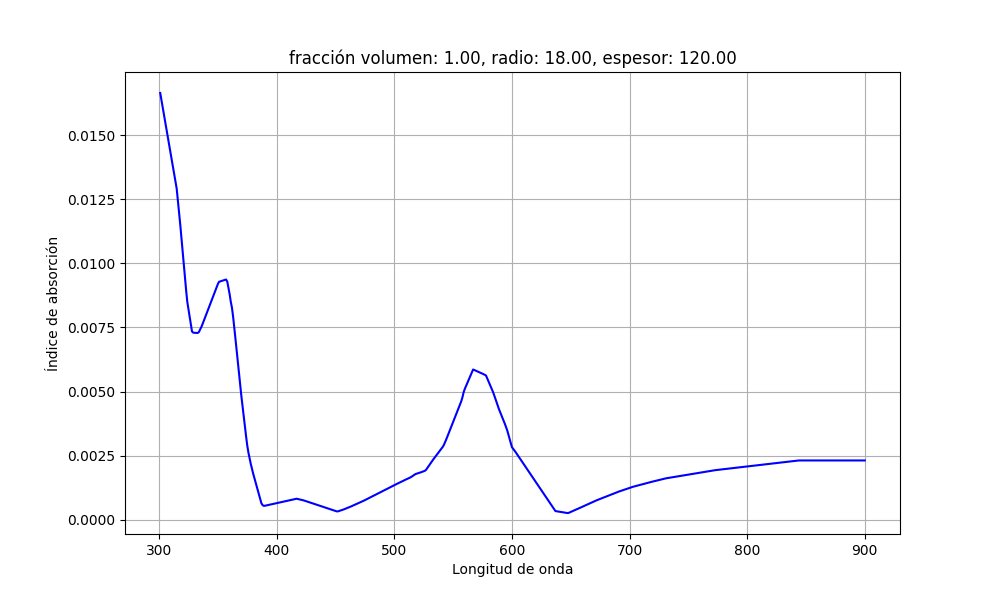 fracción volumen: 1.00, radio: 18.00, espesor: 120.00
Índice de absorción
0.0150
0.0125
0.0100
0.0075
0.0050
0.0025
0.0000
300 400 500 600 700 800 900
Longitud de onda